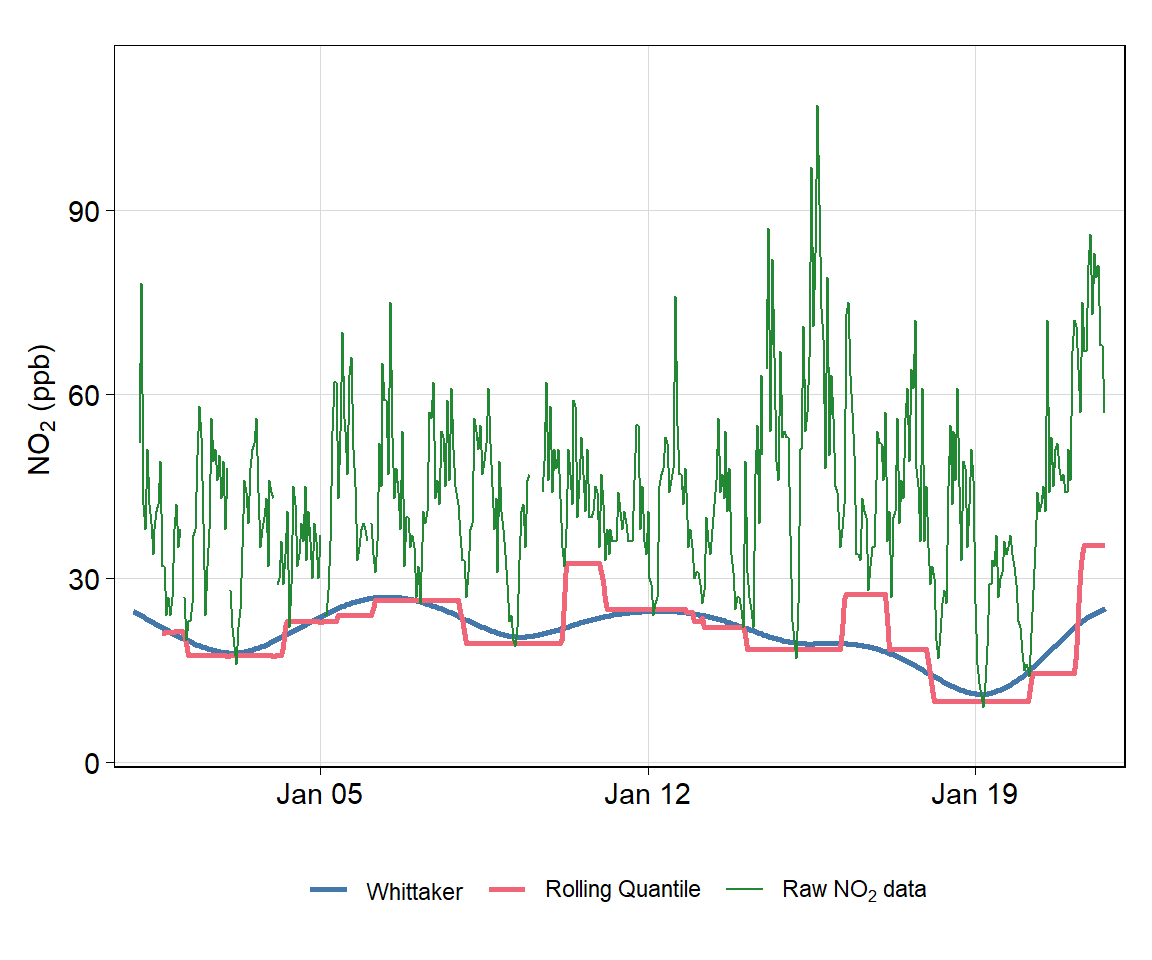 NO₂ (ppb)
90
60
30
0
Jan 05 Jan 12 Jan 19
Whittaker Rolling Quantile Raw NO₂ data